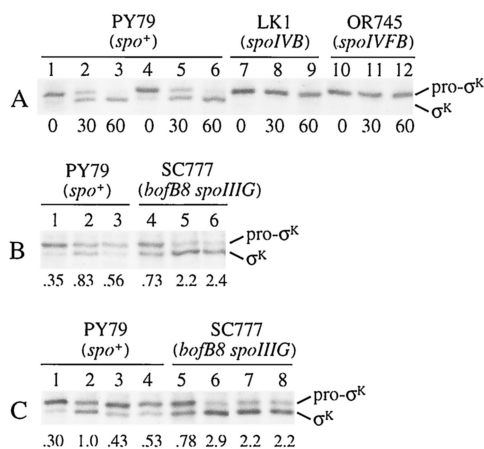 PY79 LK1 OR745
(spo⁺) (spoIVB) (spoIVFB)
1 2 3 4 5 6 7 8 9 10 11 12
A pro-σᴷ
σᴷ
0 30 60 0 30 60 0 30 60 0 30 60
PY79 SC777
(spo⁺) (bofB8 spoIIIG)
1 2 3 4 5 6
B pro-σᴷ
σᴷ
.35 .83 .56 .73 2.2 2.4
PY79 SC777
(spo⁺) (bofB8 spoIIIG)
1 2 3 4 5 6 7 8
C pro-σᴷ
σᴷ
.30 1.0 .43 .53 .78 2.9 2.2 2.2